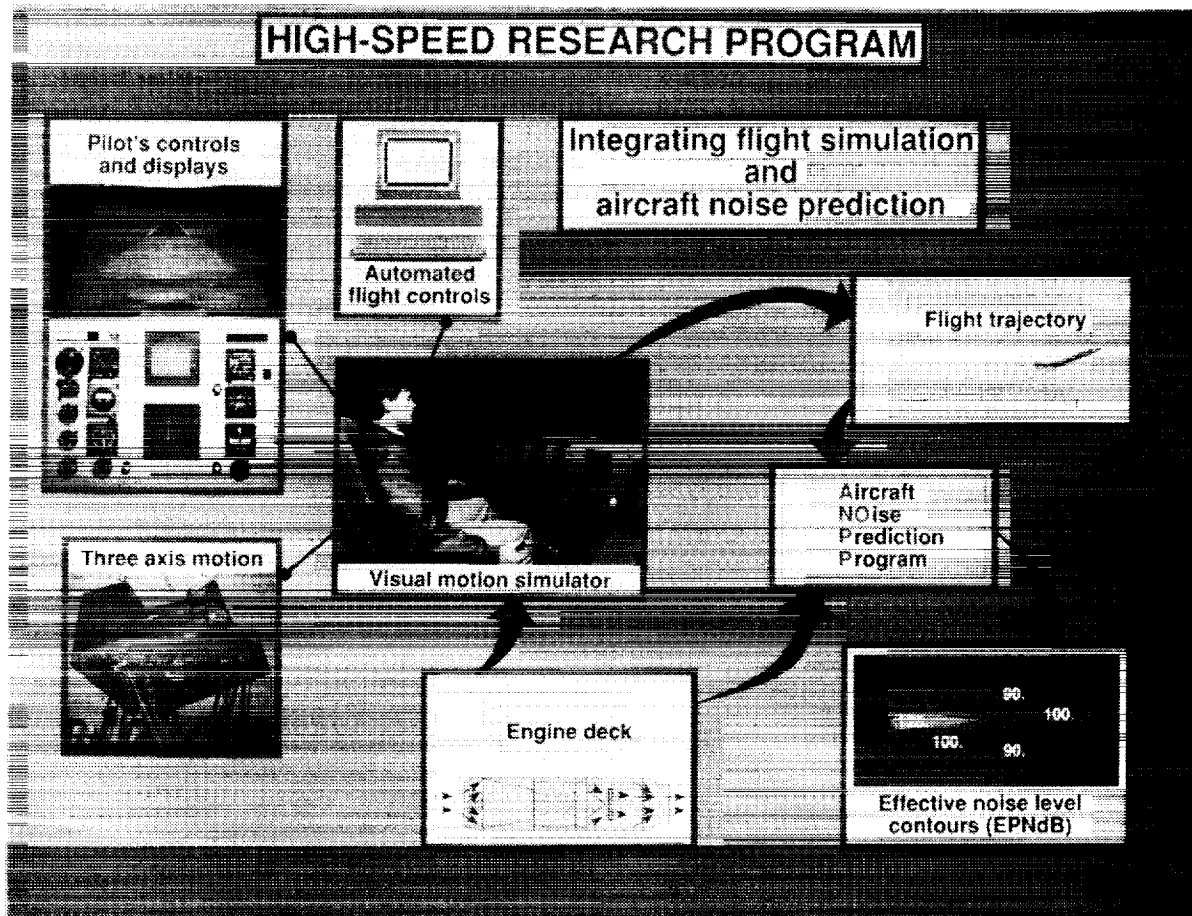 HIGH-SPEED RESEARCH PROGRAM
Pilot's controls
and displays
Automated
flight controls
Integrating flight simulation
and
aircraft noise prediction
Flight trajectory
Visual motion simulator
Three axis motion
Aircraft
NOise
Prediction
Program
Engine deck
90.
100.
100.
90.
Effective noise level
contours (EPNdB)